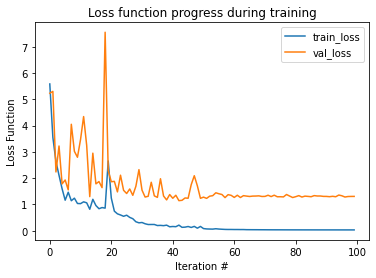 Loss function progress during training
train_loss
val_loss
Loss Function
7
6
5
4
3
2
1
0
0
20
40
60
80
100
Iteration #